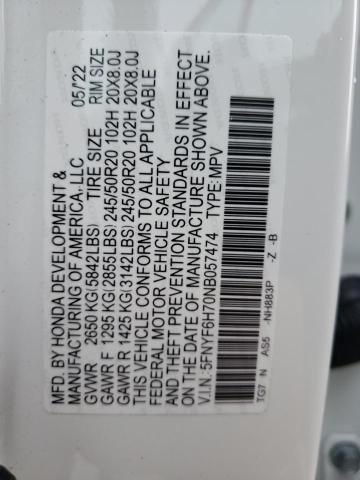 MFD. BY HONDA DEVELOPMENT &
MANUFACTURING OF AMERICA, LLC 05/22
GVWR 2650 KG(5842LBS) TIRE SIZE RIM SIZE
GAWR F 1295 KG(2855LBS) 245/50R20 102H 20X8.0J
GAWR R 1425 KG(3142LBS) 245/50R20 102H 20X8.0J
THIS VEHICLE CONFORMS TO ALL APPLICABLE
FEDERAL MOTOR VEHICLE SAFETY
AND THEFT PREVENTION STANDARDS IN EFFECT
ON THE DATE OF MANUFACTURE SHOWN ABOVE.
V.I.N.:5FNYF6H70NB057474 TYPE: MPV
TG7 N AS5 -NH883P -Z -B